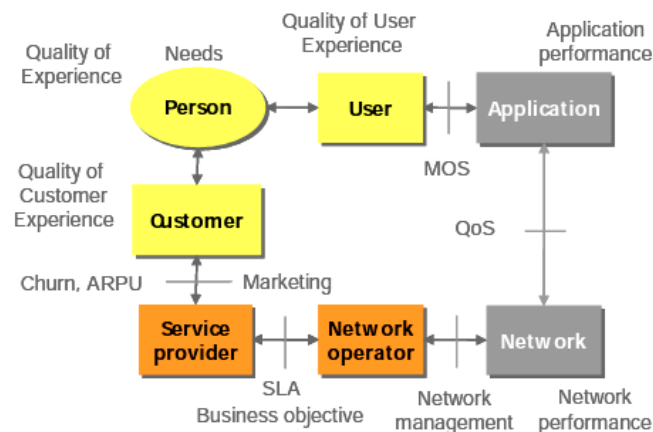 Quality of
Experience
Needs
Quality of User
Experience
Application
performance
Person
User
Application
MOS
Quality of
Customer
Experience
Customer
QoS
Churn, ARPU
Marketing
Service
provider
Network
operator
Network
SLA
Business objective
Network
management
Network
performance